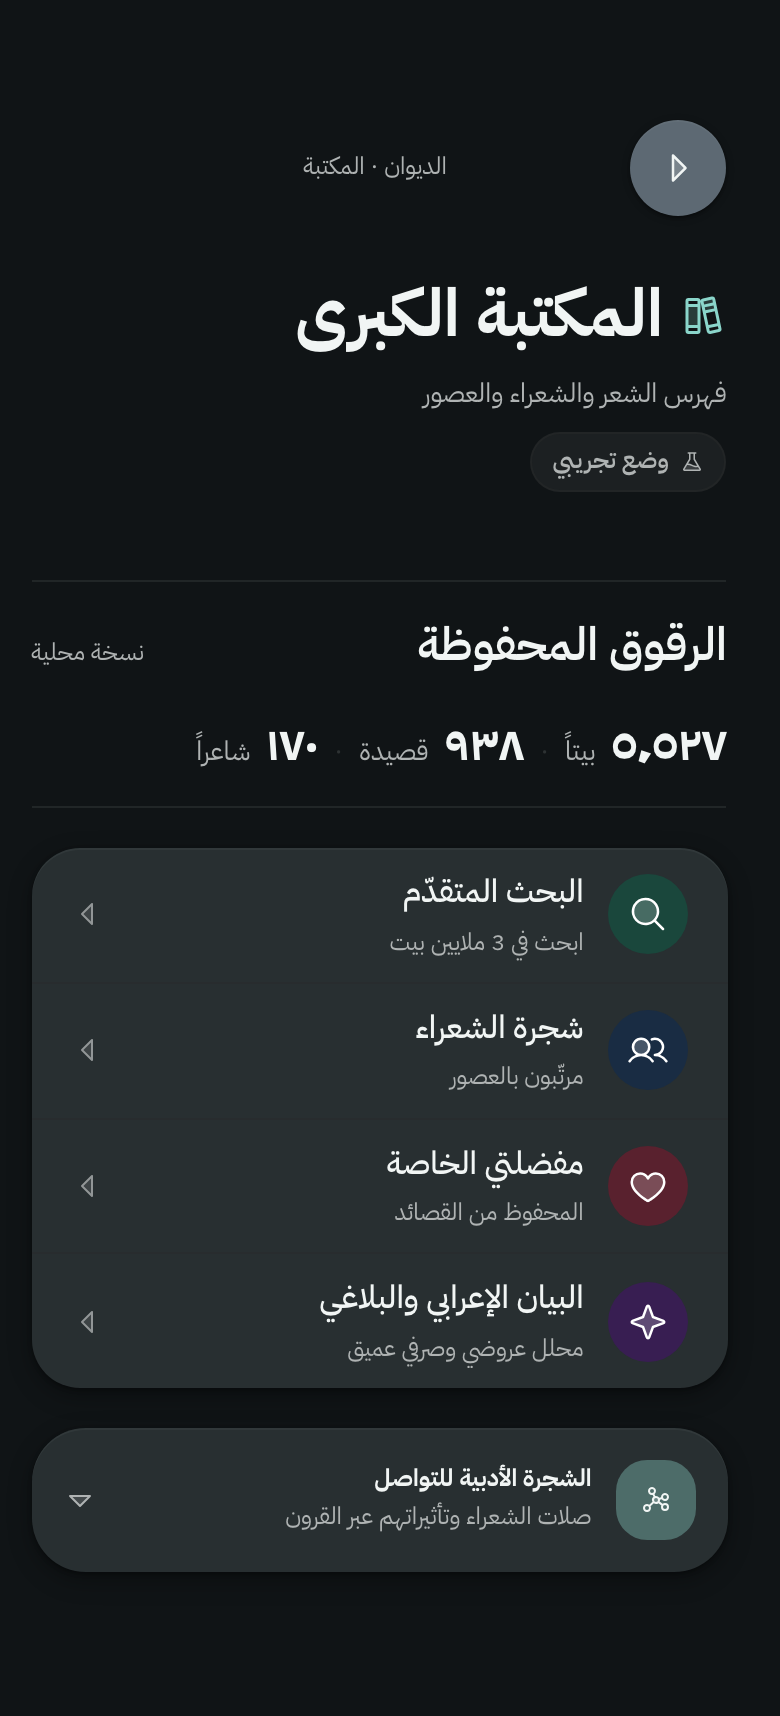 الديوان · المكتبة
المكتبة الكبرى
فهرس الشعر والشعراء والعصور
وضع تجريبي
الرقوق المحفوظة
نسخة محلية
٥,٥٢٧ بيتاً · ٩٣٨ قصيدة · ١٧٠ شاعراً
البحث المتقدّم
ابحث في 3 ملايين بيت
شجرة الشعراء
مرتّبون بالعصور
مفضلتي الخاصة
المحفوظ من القصائد
البيان الإعرابي والبلاغي
محلل عروضي وصرفي عميق
الشجرة الأدبية للتواصل
صلات الشعراء وتأثيراتهم عبر القرون